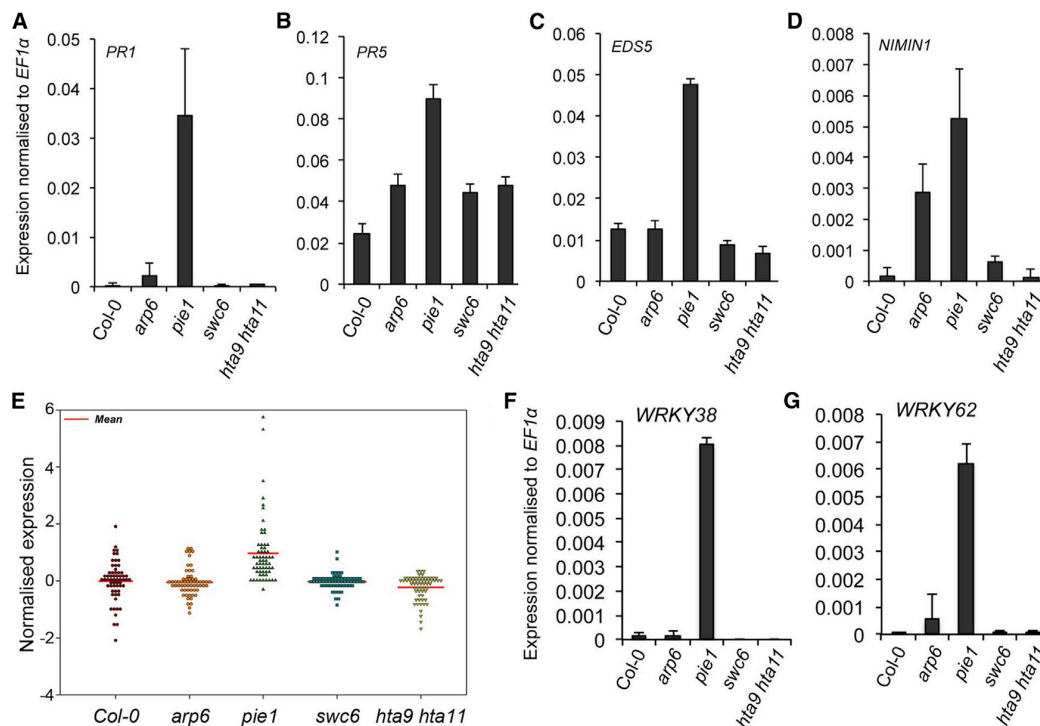 A
PR1
Expression normalised to EF1α
0.05
0.04
0.03
0.02
0.01
0
Col-0
arp6
pie1
swc6
hta9 hta11
B
PR5
0.12
0.1
0.08
0.06
0.04
0.02
0
Col-0
arp6
pie1
swc6
hta9 hta11
C
EDS5
0.06
0.05
0.04
0.03
0.02
0.01
0
Col-0
arp6
pie1
swc6
hta9 hta11
D
NIMIN1
0.008
0.007
0.006
0.005
0.004
0.003
0.002
0.001
0
Col-0
arp6
pie1
swc6
hta9 hta11
E
Mean
Normalised expression
6
4
2
0
-2
-4
Col-0
arp6
pie1
swc6
hta9 hta11
F
WRKY38
Expression normalised to EF1α
0.009
0.008
0.007
0.006
0.005
0.004
0.003
0.002
0.001
0
Col-0
arp6
pie1
swc6
hta9 hta11
G
WRKY62
0.008
0.007
0.006
0.005
0.004
0.003
0.002
0.001
0
Col-0
arp6
pie1
swc6
hta9 hta11